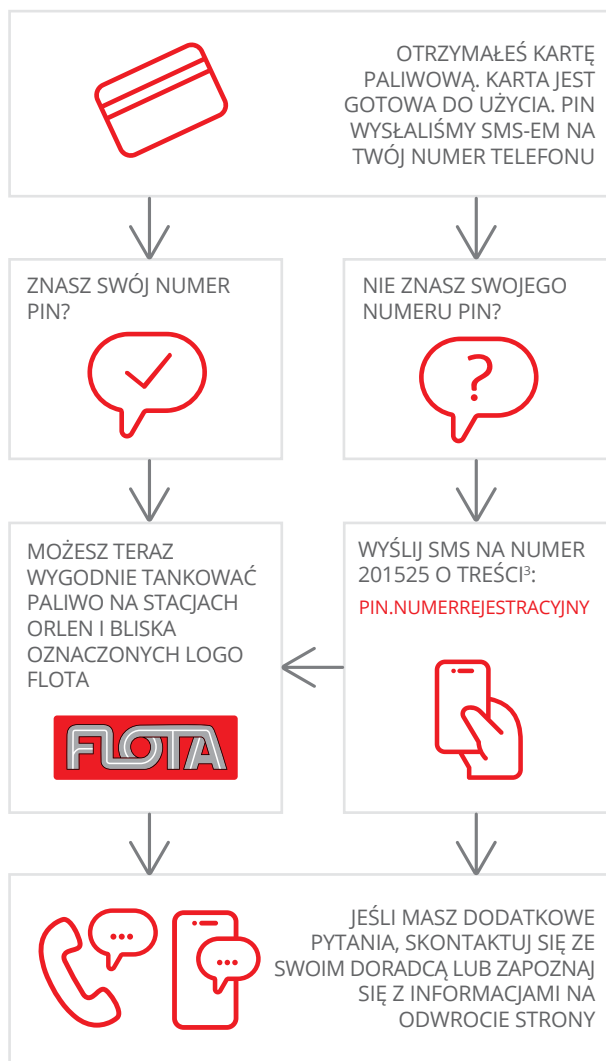 OTRZYMAŁEŚ KARTĘ
PALIWOWĄ. KARTA JEST
GOTOWA DO UŻYCIA. PIN
WYSŁALIŚMY SMS-EM NA
TWÓJ NUMER TELEFONU
ZNASZ SWÓJ NUMER
PIN?
NIE ZNASZ SWOJEGO
NUMERU PIN?
?
MOŻESZ TERAZ
WYGODNIE TANKOWAĆ
PALIWO NA STACJACH
ORLEN I BLISKA
OZNACZONYCH LOGO
FLOTA
FLOTA
WYŚLIJ SMS NA NUMER
201525 O TREŚCI³:
PIN.NUMERREJESTRACYJNY
JEŚLI MASZ DODATKOWE
PYTANIA, SKONTAKTUJ SIĘ ZE
SWOIM DORADCĄ LUB ZAPOZNAJ
SIĘ Z INFORMACJAMI NA
ODWROCIE STRONY